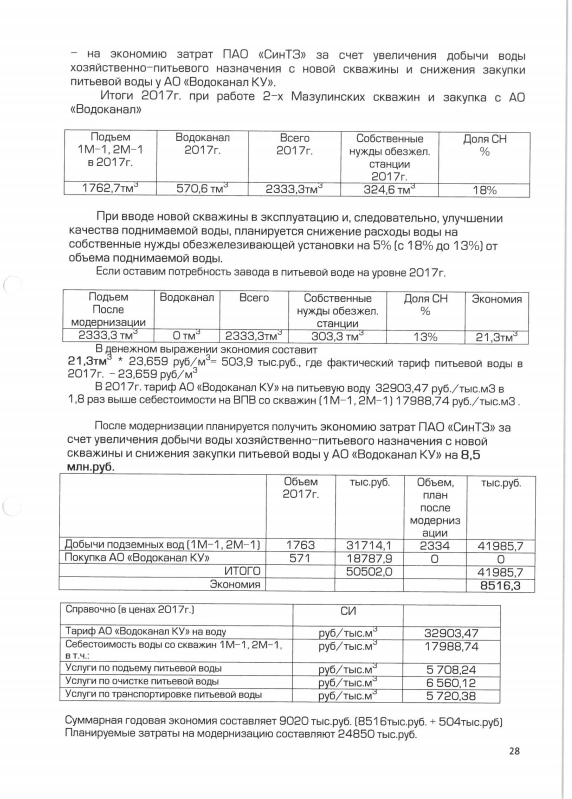 – на экономию затрат ПАО «СинТЗ» за счет увеличения добычи воды
хозяйственно-питьевого назначения с новой скважины и снижения закупки
питьевой воды у АО «Водоканал КУ».
Итоги 2017г. при работе 2-х Мазулинских скважин и закупка с АО
«Водоканал»
Подъем 1М-1, 2М-1 в 2017г. Водоканал 2017г. Всего 2017г. Собственные нужды обезжел. станции 2017г. Доля СН %
1762,7тм³ 570,6 тм³ 2333,3тм³ 324,6 тм³ 18%
При вводе новой скважины в эксплуатацию и, следовательно, улучшении
качества поднимаемой воды, планируется снижение расходы воды на
собственные нужды обезжелезивающей установки на 5% (с 18% до 13%) от
объема поднимаемой воды.
Если оставим потребность завода в питьевой воде на уровне 2017г.
Подъем После модернизации Водоканал Всего Собственные нужды обезжел. станции Доля СН % Экономия
2333,3 тм³ 0 тм³ 2333,3тм³ 303,3 тм³ 13% 21,3тм³
В денежном выражении экономия составит
21,3тм³ * 23,659 руб/м³= 503,9 тыс.руб., где фактический тариф питьевой воды в
2017г. – 23,659 руб/м³
В 2017г. тариф АО «Водоканал КУ» на питьевую воду 32903,47 руб./тыс.м3 в
1,8 раз выше себестоимости на ВПВ со скважин (1М-1, 2М-1) 17988,74 руб./тыс.м3 .
После модернизации планируется получить экономию затрат ПАО «СинТЗ» за
счет увеличения добычи воды хозяйственно-питьевого назначения с новой
скважины и снижения закупки питьевой воды у АО «Водоканал КУ» на 8,5
млн.руб.
Объем 2017г. тыс.руб. Объем, план после модерниз ации тыс.руб.
Добычи подземных вод (1М-1, 2М-1) 1763 31714,1 2334 41985,7
Покупка АО «Водоканал КУ» 571 18787,9 0 0
ИТОГО 50502,0 41985,7
Экономия 8516,3
Справочно (в ценах 2017г.) СИ
Тариф АО «Водоканал КУ» на воду руб/тыс.м³ 32903,47
Себестоимость воды со скважин 1М-1, 2М-1, в т.ч.: руб/тыс.м³ 17988,74
Услуги по подъему питьевой воды руб/тыс.м³ 5 708,24
Услуги по очистке питьевой воды руб/тыс.м³ 6 560,12
Услуги по транспортировке питьевой воды руб/тыс.м³ 5 720,38
Суммарная годовая экономия составляет 9020 тыс.руб. (8516тыс.руб. + 504тыс.руб)
Планируемые затраты на модернизацию составляют 24850 тыс.руб.
28